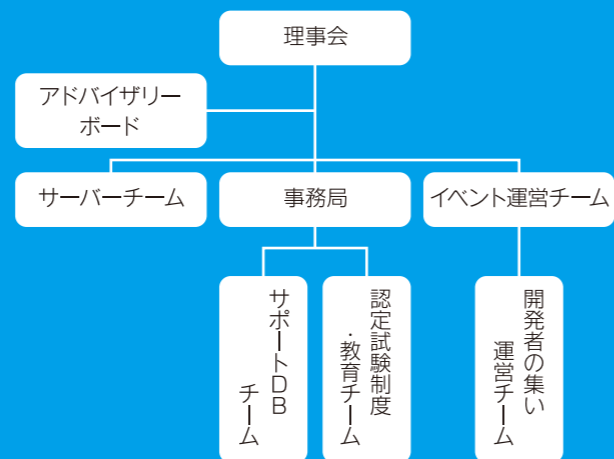 理事会
アドバイザリー
ボード
サーバーチーム
事務局
イベント運営チーム
サポートDB
チーム
認定試験制度
・教育チーム
開発者の集い
運営チーム